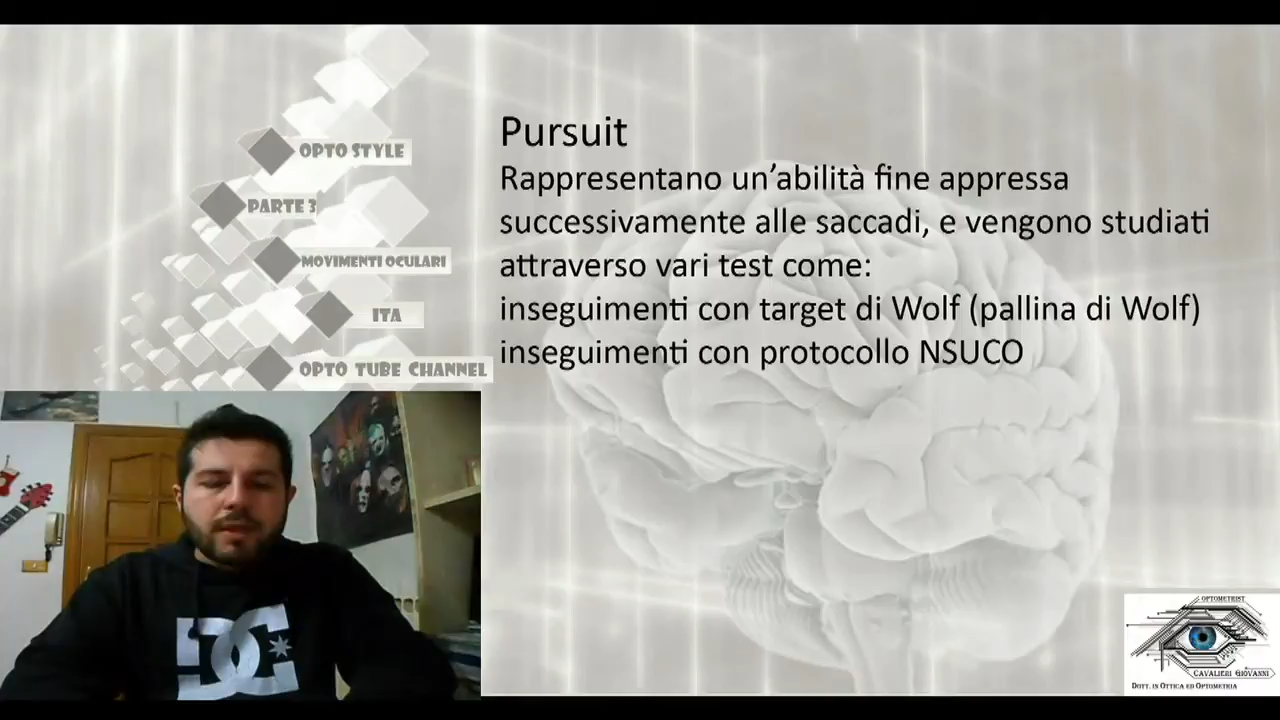 OPTO STYLE
PARTE 3
MOVIMENTI OCULARI
ITA
OPTO TUBE CHANNEL
Pursuit
Rappresentano un'abilità fine appressa
successivamente alle saccadi, e vengono studiati
attraverso vari test come:
inseguimenti con target di Wolf (pallina di Wolf)
inseguimenti con protocollo NSUCO
DC
OPTOMETRIST
CAVALIERI GIOVANNI
DOTT. IN OTTICA ED OPTOMETRIA